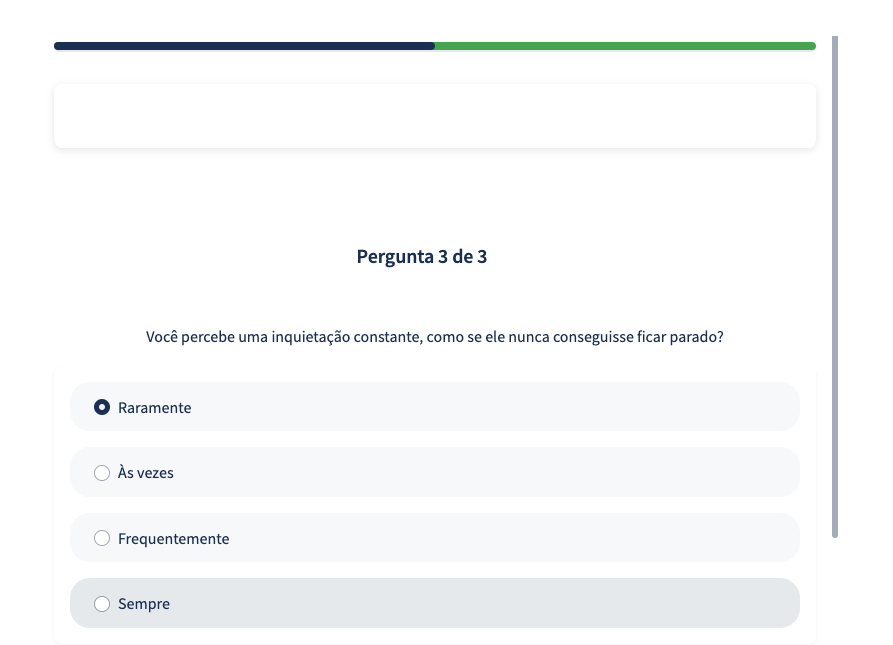 Pergunta 3 de 3
Você percebe uma inquietação constante, como se ele nunca conseguisse ficar parado?
Raramente
Às vezes
Frequentemente
Sempre